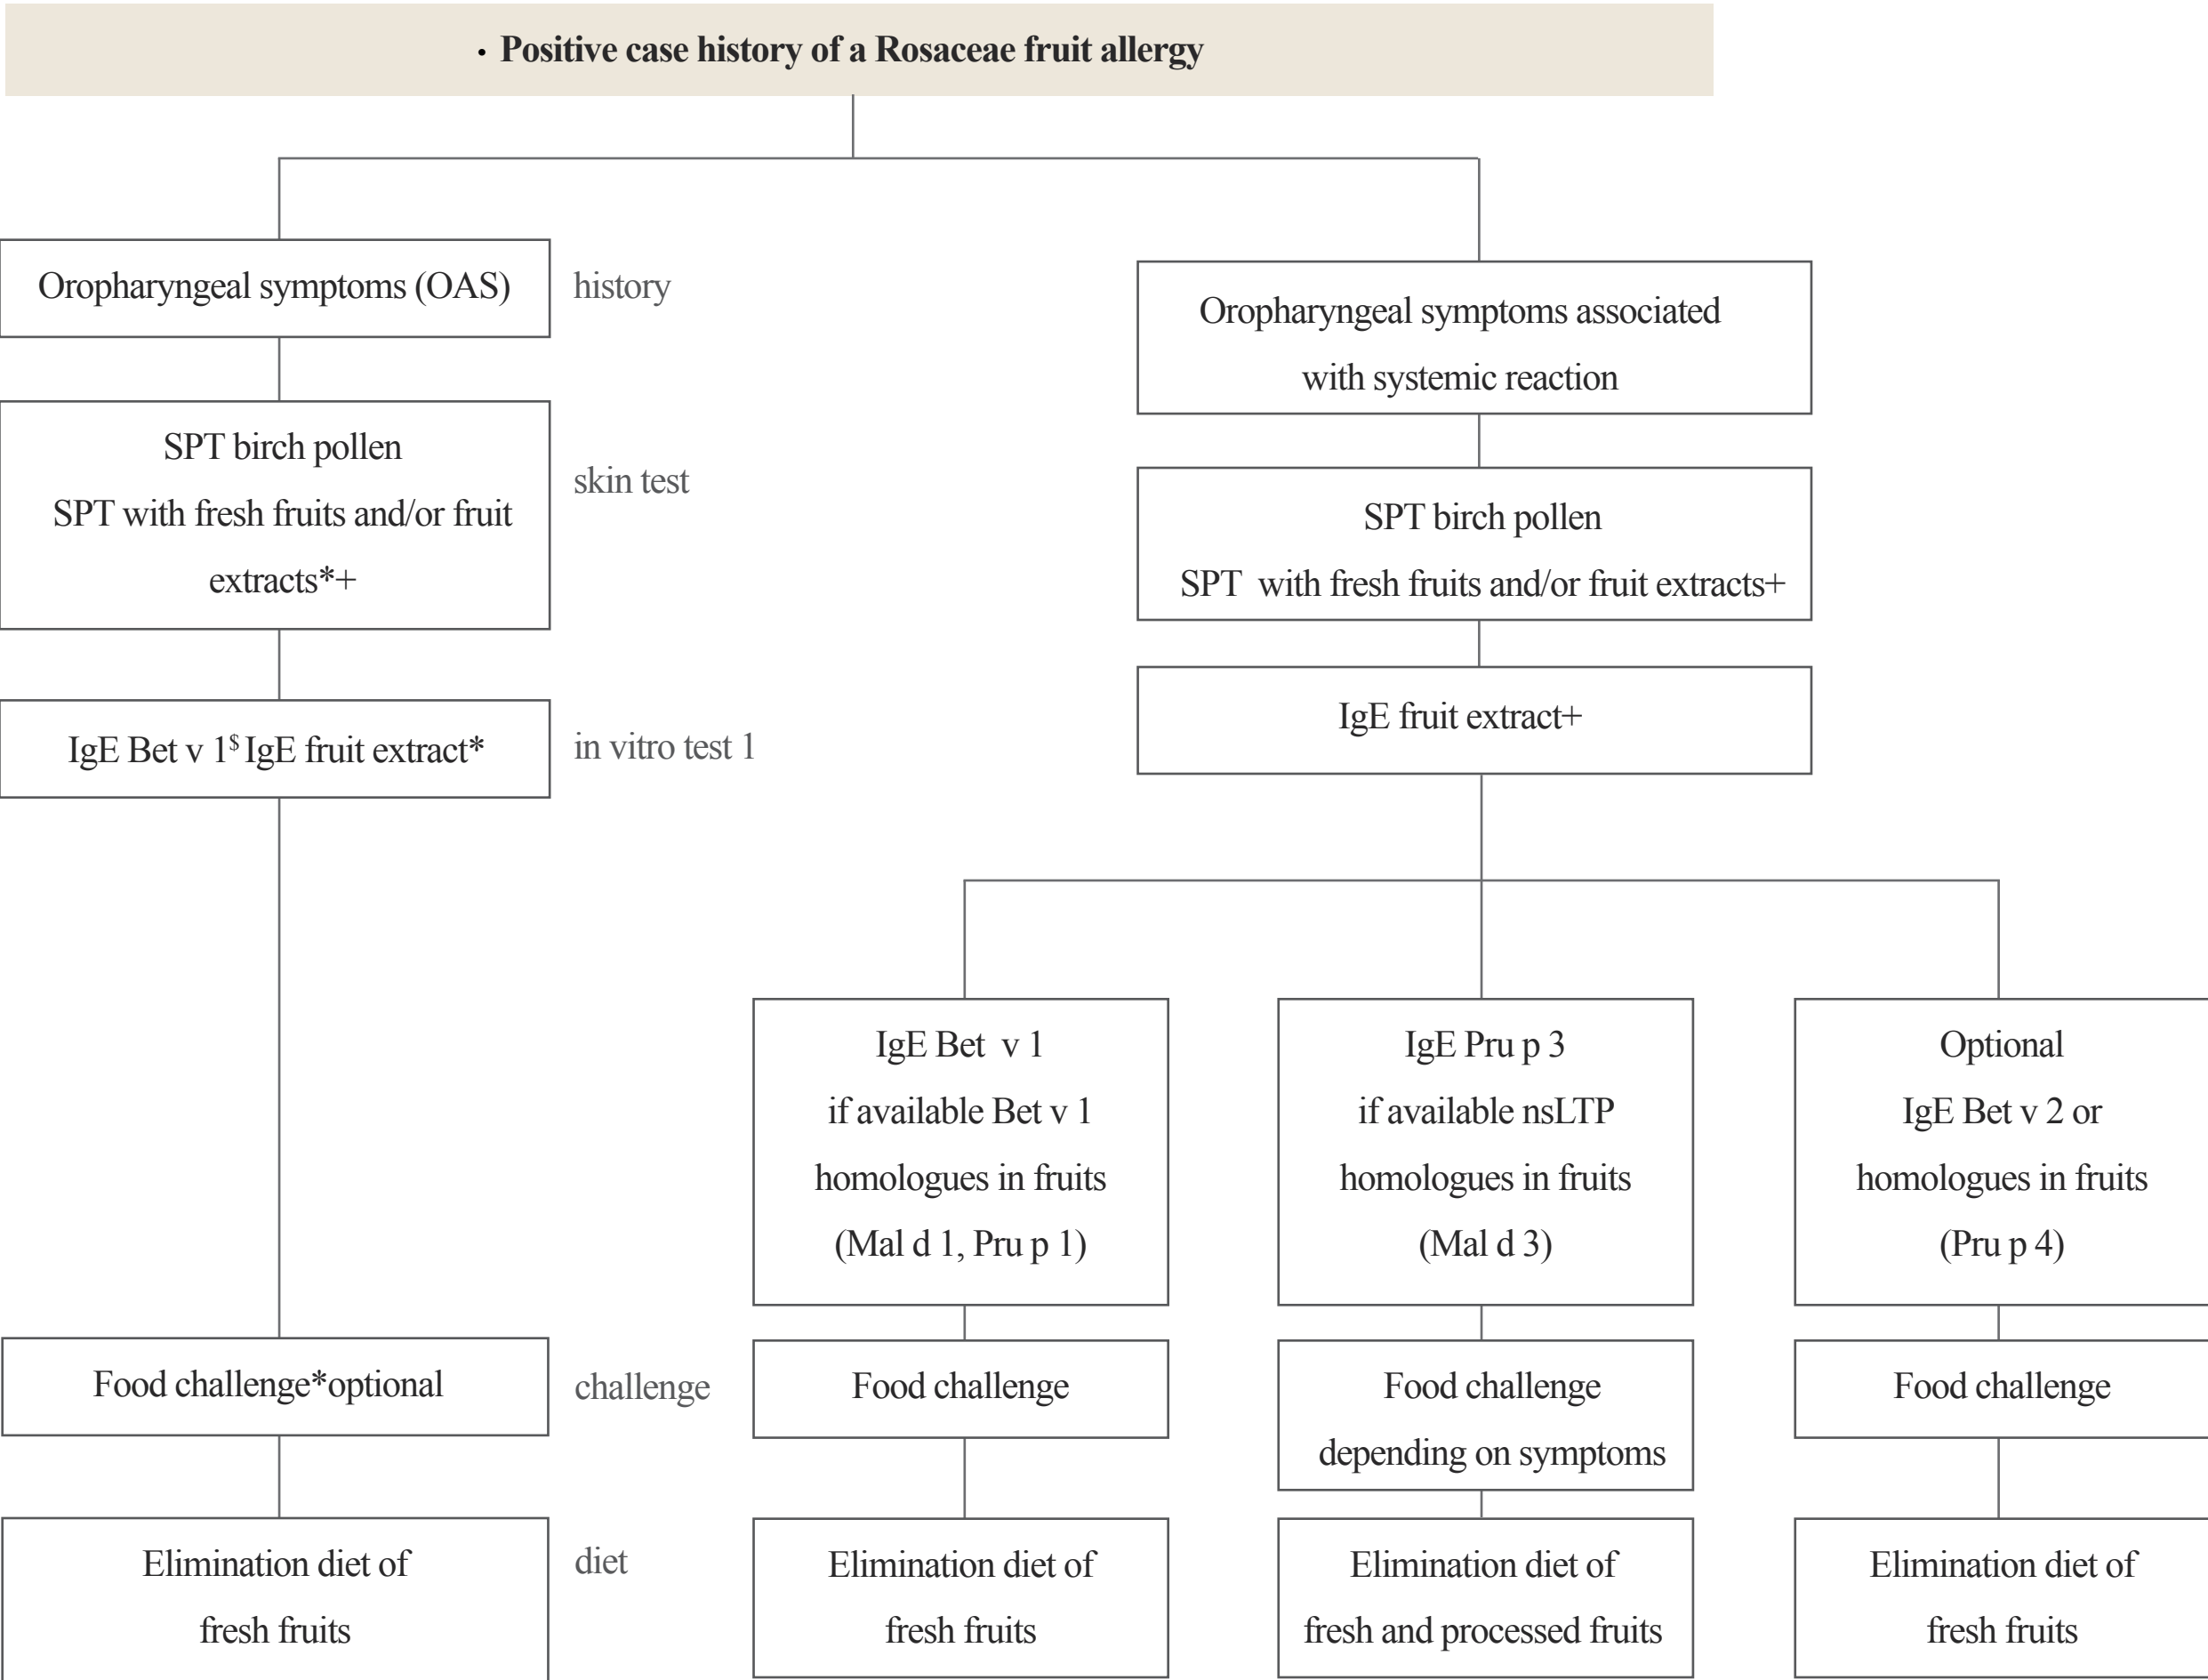 · Positive case history of a Rosaceae fruit allergy
Oropharyngeal symptoms (OAS)
history
Oropharyngeal symptoms associated
with systemic reaction
SPT birch pollen
SPT with fresh fruits and/or fruit
extracts*+
skin test
SPT birch pollen
SPT with fresh fruits and/or fruit extracts+
IgE Bet v 1$ IgE fruit extract*
in vitro test 1
IgE fruit extract+
IgE Bet v 1
if available Bet v 1
homologues in fruits
(Mal d 1, Pru p 1)
IgE Pru p 3
if available nsLTP
homologues in fruits
(Mal d 3)
Optional
IgE Bet v 2 or
homologues in fruits
(Pru p 4)
Food challenge*optional
challenge
Food challenge
Food challenge
depending on symptoms
Food challenge
Elimination diet of
fresh fruits
diet
Elimination diet of
fresh fruits
Elimination diet of
fresh and processed fruits
Elimination diet of
fresh fruits